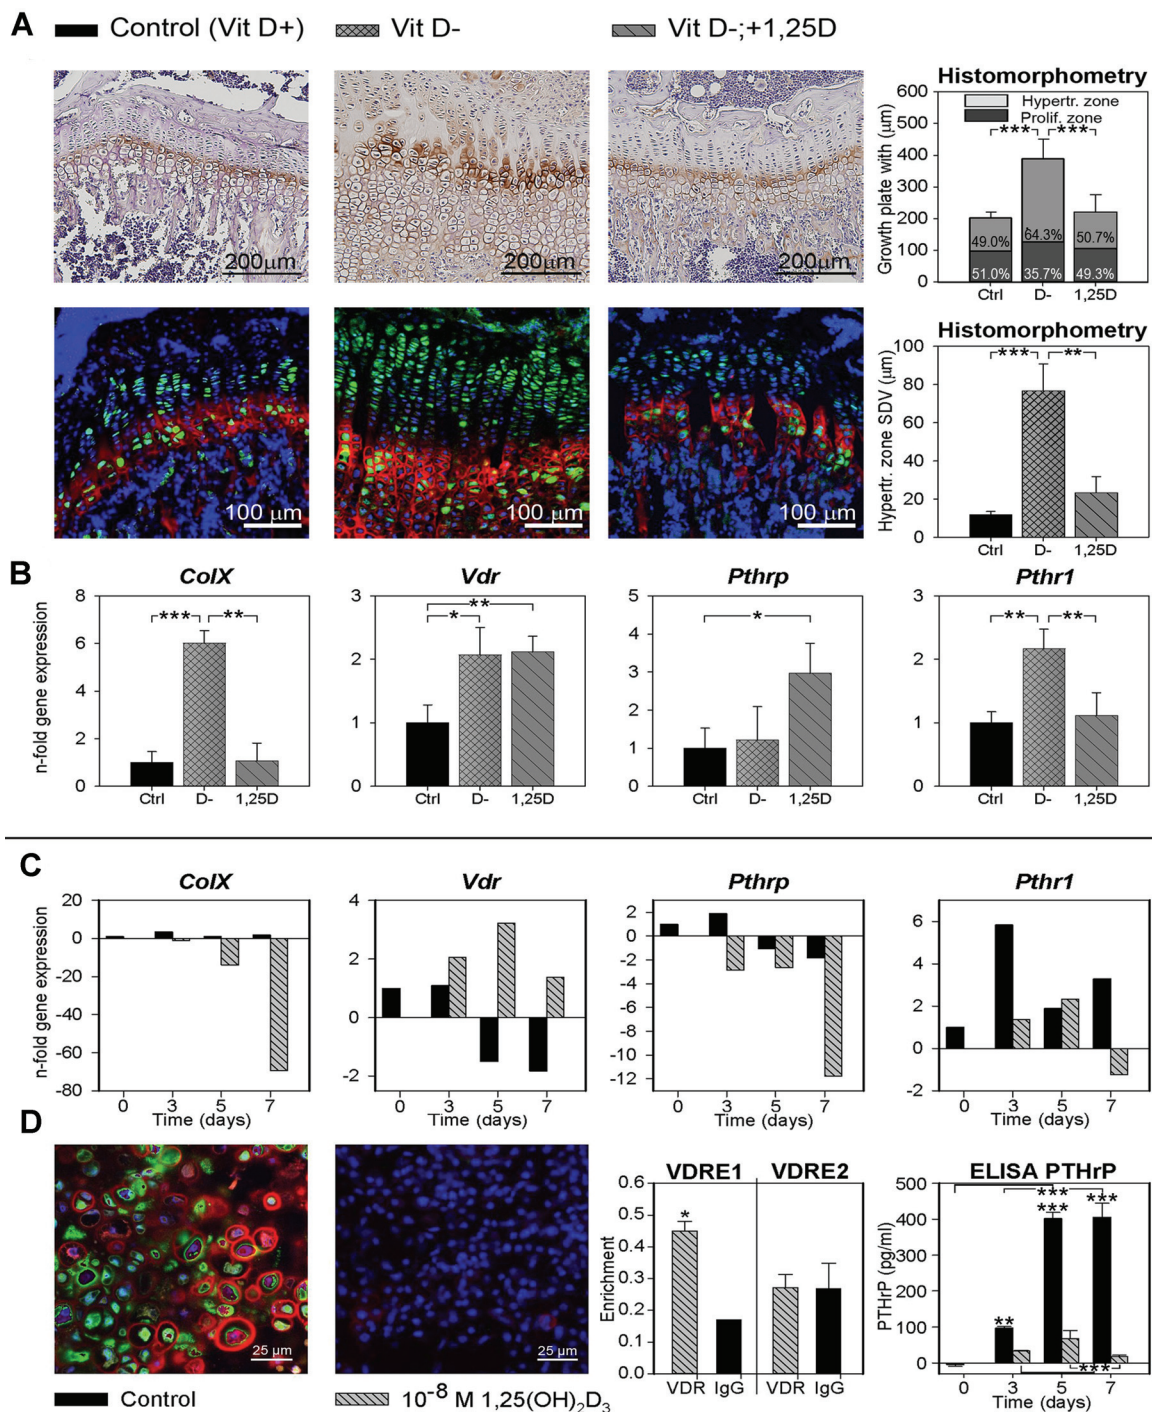 A
Control (Vit D+)
Vit D-
Vit D-;+1,25D
200μm
200μm
200μm
Histomorphometry
Growth plate with (μm)
600
500
400
300
200
100
0
Hypertr. zone
Prolif. zone
*** ***
49.0%
64.3%
50.7%
51.0%
35.7%
49.3%
Ctrl D- 1,25D
100 μm
100 μm
100 μm
Histomorphometry
Hypertr. zone SDV (μm)
100
80
60
40
20
0
*** **
Ctrl D- 1,25D
B
n-fold gene expression
ColX
8
6
4
2
0
*** **
Ctrl D- 1,25D
Vdr
3
2
1
0
**
*
Ctrl D- 1,25D
Pthrp
5
4
3
2
1
0
*
Ctrl D- 1,25D
Pthr1
3
2
1
0
** **
Ctrl D- 1,25D
C
n-fold gene expression
ColX
20
0
-20
-40
-60
-80
0 3 5 7
Time (days)
Vdr
4
2
0
-2
0 3 5 7
Time (days)
Pthrp
2
0
-2
-4
-6
-8
-10
-12
0 3 5 7
Time (days)
Pthr1
6
4
2
0
-2
0 3 5 7
Time (days)
D
25 μm
25 μm
Control
10⁻⁸ M 1,25(OH)₂D₃
Enrichment
VDRE1
VDRE2
0.6
0.5
0.4
0.3
0.2
0.1
0.0
*
VDR IgG VDR IgG
ELISA PTHrP
PTHrP (pg/ml)
500
400
300
200
100
0
***
*** ***
**
***
0 3 5 7
Time (days)